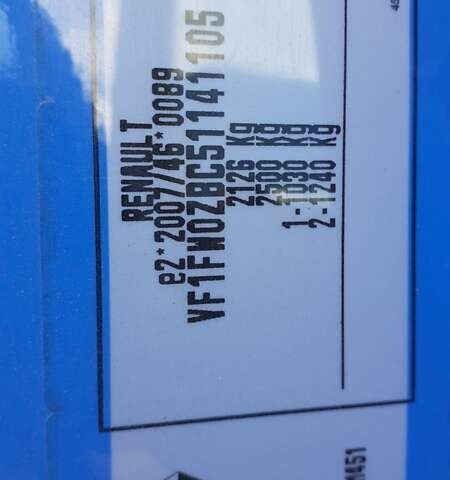 RENAULT
e2*2007/46*0089
VF1FW0ZBC51141105
2126 Kg
2500 Kg
1-1030 Kg
2-1240 Kg